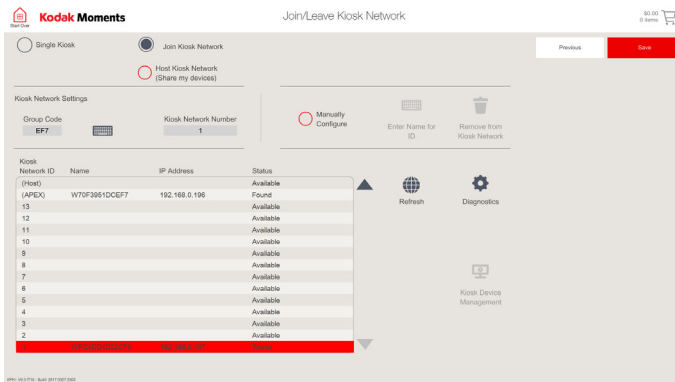 Start Over
Kodak Moments
Join/Leave Kiosk Network
$0.00
0 items
Single Kiosk
Join Kiosk Network
Previous
Save
Host Kiosk Network
(Share my devices)
Kiosk Network Settings
Group Code
Kiosk Network Number
EF7
1
Manually
Configure
Enter Name for
ID
Remove from
Kiosk Network
Kiosk
Network ID Name IP Address Status
(Host) Available
(APEX) W70F3951DCEF7 192.168.0.196 Found
13 Available
12 Available
11 Available
10 Available
9 Available
8 Available
7 Available
6 Available
5 Available
4 Available
3 Available
2 Available
Refresh
Diagnostics
Kiosk Device
Management